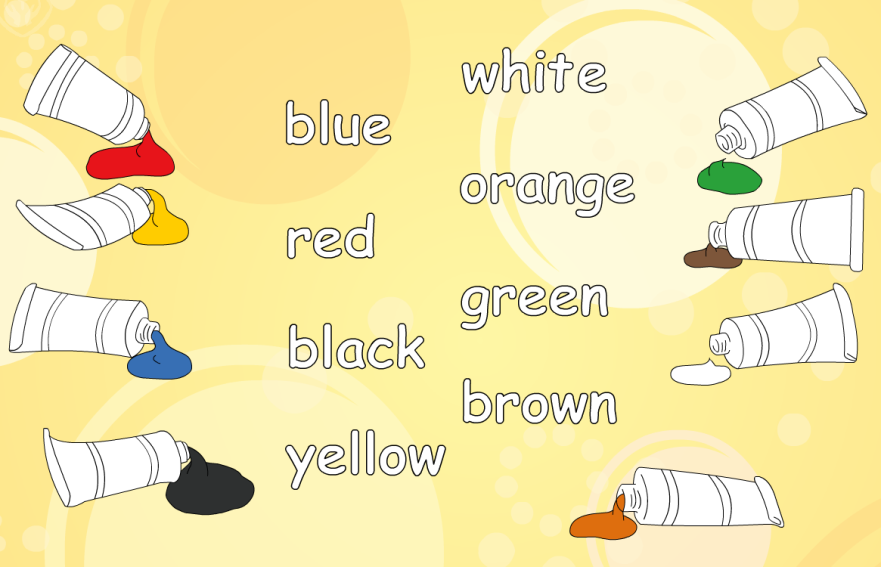 blue
red
black
yellow
white
orange
green
brown